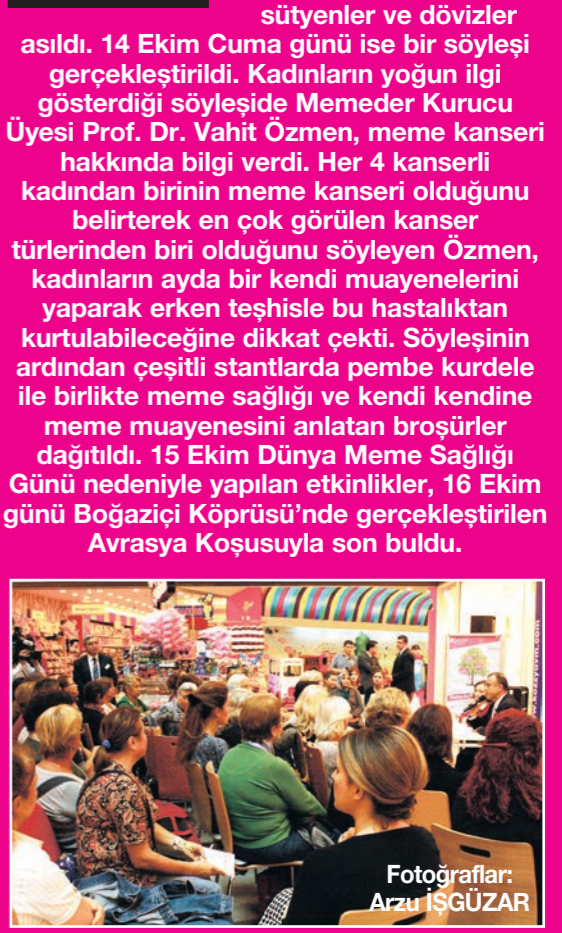 sütyenler ve dövizler
asıldı. 14 Ekim Cuma günü ise bir söyleşi
gerçekleştirildi. Kadınların yoğun ilgi
gösterdiği söyleşide Memeder Kurucu
Üyesi Prof. Dr. Vahit Özmen, meme kanseri
hakkında bilgi verdi. Her 4 kanserli
kadından birinin meme kanseri olduğunu
belirterek en çok görülen kanser
türlerinden biri olduğunu söyleyen Özmen,
kadınların ayda bir kendi muayenelerini
yaparak erken teşhisle bu hastalıktan
kurtulabileceğine dikkat çekti. Söyleşinin
ardından çeşitli stantlarda pembe kurdele
ile birlikte meme sağlığı ve kendi kendine
meme muayenesini anlatan broşürler
dağıtıldı. 15 Ekim Dünya Meme Sağlığı
Günü nedeniyle yapılan etkinlikler, 16 Ekim
günü Boğaziçi Köprüsü’nde gerçekleştirilen
Avrasya Koşusuyla son buldu.
www.kozzyavm.com
Fotoğraflar:
Arzu İŞGÜZAR